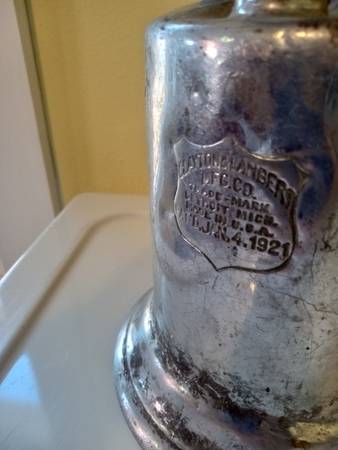 CLAYTON & LAMBERT
MFG. CO.
TRADE-MARK
DETROIT, MICH.
MADE IN U.S.A.
PAT. JAN. 4. 1921